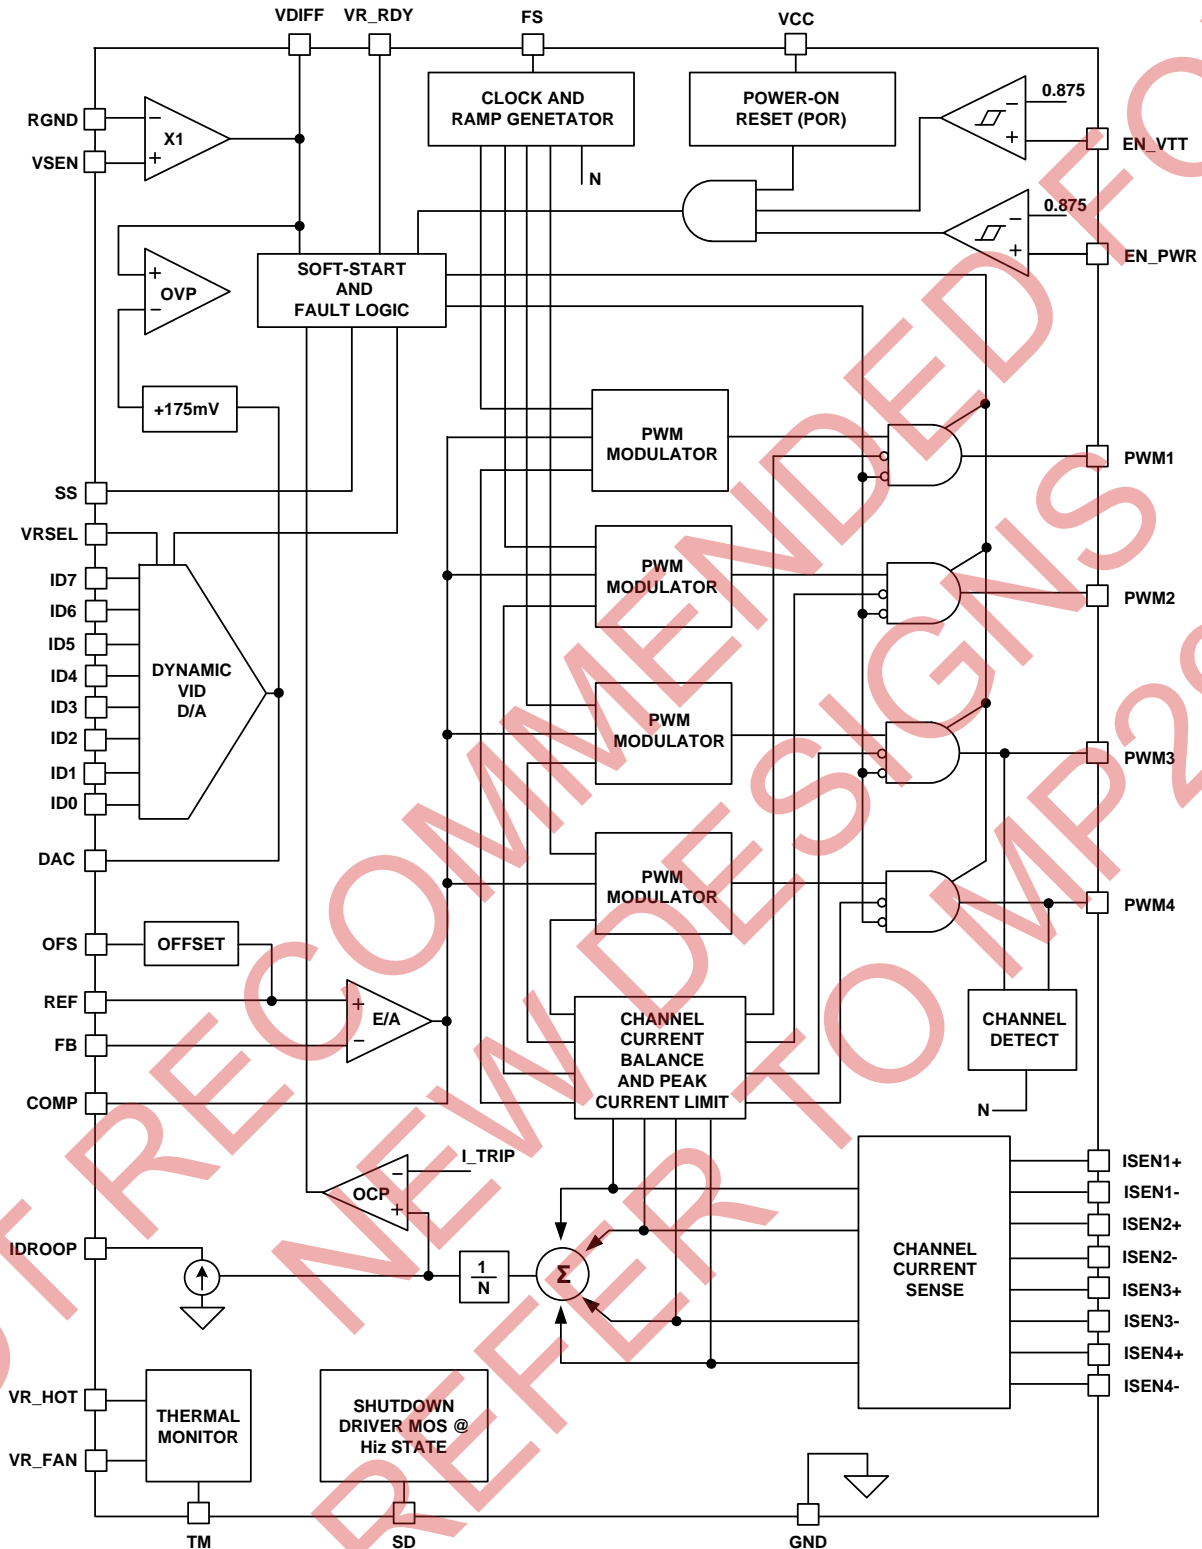 VDIFF
VR_RDY
FS
VCC
RGND
VSEN
−
X1
+
CLOCK AND
RAMP GENETATOR
N
POWER-ON
RESET (POR)
0.875
−
+
EN_VTT
0.875
−
+
EN_PWR
+
OVP
−
SOFT-START
AND
FAULT LOGIC
+175mV
PWM
MODULATOR
PWM1
SS
VRSEL
ID7
ID6
ID5
ID4
ID3
ID2
ID1
ID0
DYNAMIC
VID
D/A
PWM
MODULATOR
PWM2
PWM
MODULATOR
PWM3
DAC
PWM
MODULATOR
PWM4
OFS
OFFSET
REF
FB
+
E/A
−
COMP
CHANNEL
CURRENT
BALANCE
AND PEAK
CURRENT LIMIT
CHANNEL
DETECT
N
I_TRIP
−
OCP
+
IDROOP
1
N
Σ
CHANNEL
CURRENT
SENSE
ISEN1+
ISEN1-
ISEN2+
ISEN2-
ISEN3+
ISEN3-
ISEN4+
ISEN4-
VR_HOT
VR_FAN
THERMAL
MONITOR
SHUTDOWN
DRIVER MOS @
Hiz STATE
TM
SD
GND
OT RECOMMENDED FO
NEW DESIGNS
REFER TO MP29